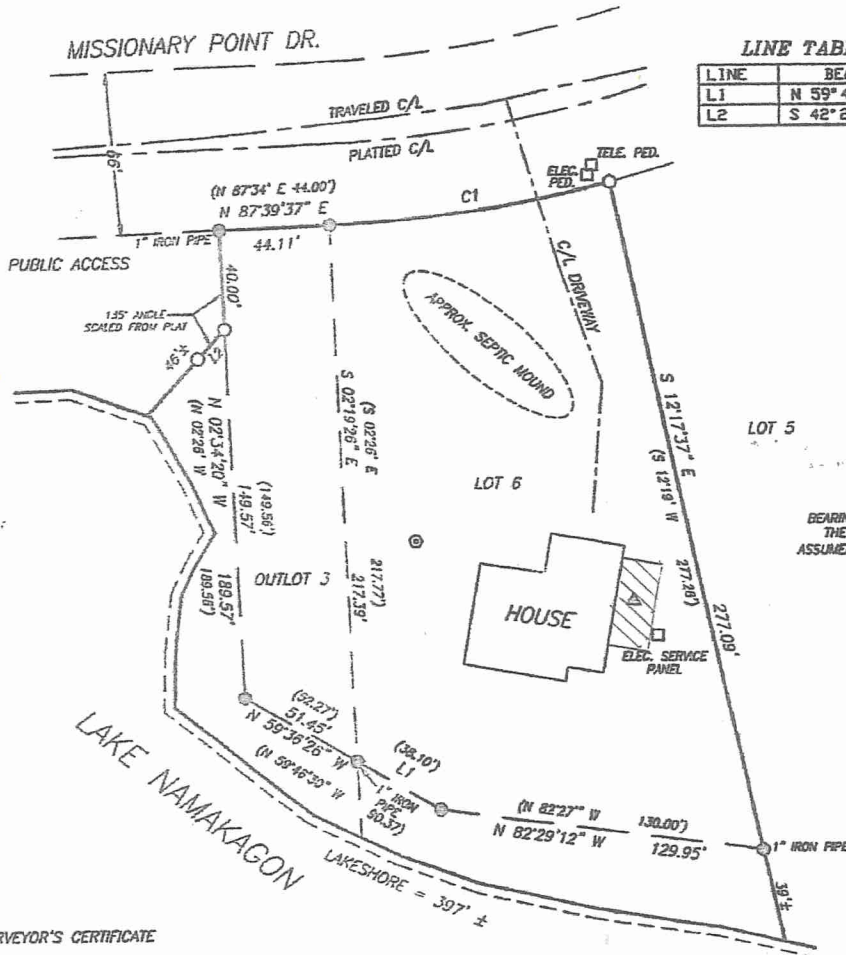 MISSIONARY POINT DR.
LINE TAB
LINE
L1 N 59° 4
L2 S 42° 2
TRAVELED C/L
PLATTED C/L
66'
TELE. PED.
ELEC. PED.
(N 87°34' E 44.00')
N 87°39'37" E
44.11'
C1
1" IRON PIPE
PUBLIC ACCESS
40.00'
135° ANGLE
SCALED FROM PLAT
L2
C/L DRIVEWAY
APPROX. SEPTIC MOUND
S 12°17'37" E 277.09'
(S 12°19' W 277.26')
LOT 5
S 02°19'26" E 217.39'
(S 02°26' E 217.77')
N 02°34'20" W
(N 02°26' W
(149.56')
149.57'
189.57'
189.56')
LOT 6
OUTLOT 3
BEARIN
THE
ASSUME
HOUSE
ELEC. SERVICE
PANEL
(52.27')
51.45'
N 59°36'26" W
(N 59°46'30" W
(38.10')
L1
1" IRON
PIPE
(N 82°27' W 130.00')
N 82°29'12" W 129.95'
1" IRON PIPE
39'±
LAKE NAMAKAGON
LAKESHORE = 397' ±
RVEYOR'S CERTIFICATE